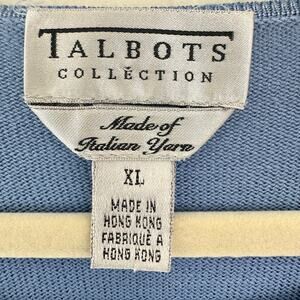 TALBOTS
COLLECTION
Made of
Italian Yarn
XL
MADE IN
HONG KONG
FABRIQUÉ À
HONG KONG